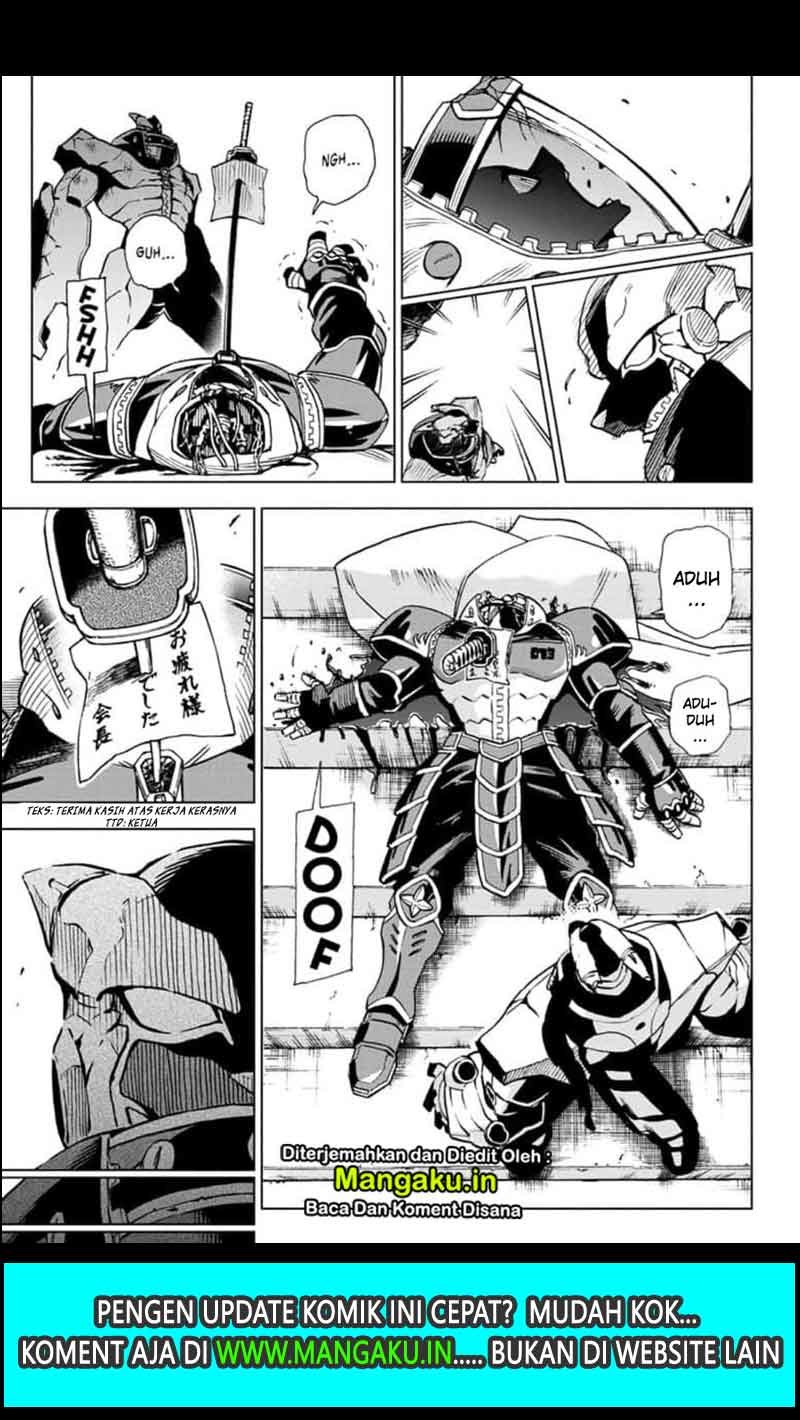 NGH...
GUH...
FSHH
ADUH
...
ADU-
DUH
...
DOOF
お疲れ様
でした
会長
TEKS: TERIMA KASIH ATAS KERJA KERASNYA
TTD: KETUA
Diterjemahkan dan Diedit Oleh :
Mangaku.in
Baca Dan Koment Disana
PENGEN UPDATE KOMIK INI CEPAT? MUDAH KOK...
KOMENT AJA DI WWW.MANGAKU.IN..... BUKAN DI WEBSITE LAIN